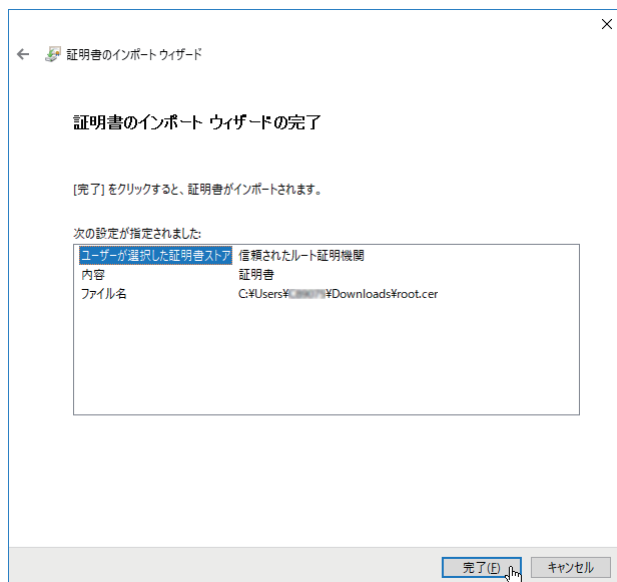 証明書のインポート ウィザード
証明書のインポート ウィザードの完了
[完了] をクリックすると、証明書がインポートされます。
次の設定が指定されました:
ユーザーが選択した証明書ストア 信頼されたルート証明機関
内容 証明書
ファイル名 C:¥Users¥ ¥Downloads¥root.cer
完了(F) キャンセル